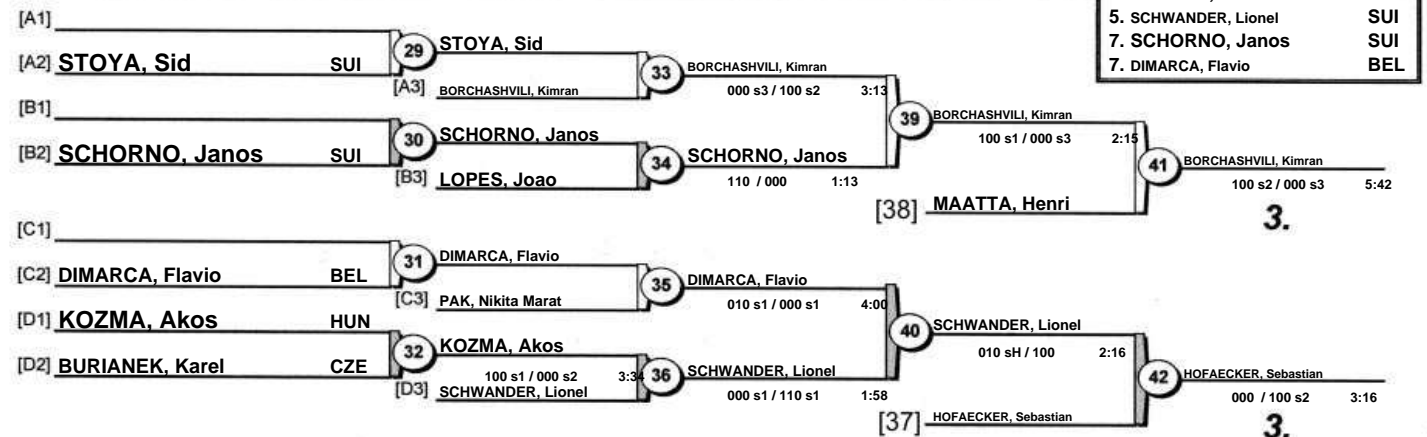 5. SCHWANDER, Lionel SUI
7. SCHORNO, Janos SUI
7. DIMARCA, Flavio BEL
[A1]
[A2] STOYA, Sid SUI
29
STOYA, Sid
[A3] BORCHASHVILI, Kimran
33
BORCHASHVILI, Kimran
000 s3 / 100 s2 3:13
[B1]
[B2] SCHORNO, Janos SUI
30
SCHORNO, Janos
[B3] LOPES, Joao
34
SCHORNO, Janos
110 / 000 1:13
39
BORCHASHVILI, Kimran
100 s1 / 000 s3 2:15
[38] MAATTA, Henri
41
BORCHASHVILI, Kimran
100 s2 / 000 s3 5:42
3.
[C1]
[C2] DIMARCA, Flavio BEL
31
DIMARCA, Flavio
[C3] PAK, Nikita Marat
35
DIMARCA, Flavio
010 s1 / 000 s1 4:00
[D1] KOZMA, Akos HUN
[D2] BURIANEK, Karel CZE
32
KOZMA, Akos
100 s1 / 000 s2 3:34
[D3] SCHWANDER, Lionel
36
SCHWANDER, Lionel
000 s1 / 110 s1 1:58
40
SCHWANDER, Lionel
010 sH / 100 2:16
[37] HOFAECKER, Sebastian
42
HOFAECKER, Sebastian
000 / 100 s2 3:16
3.